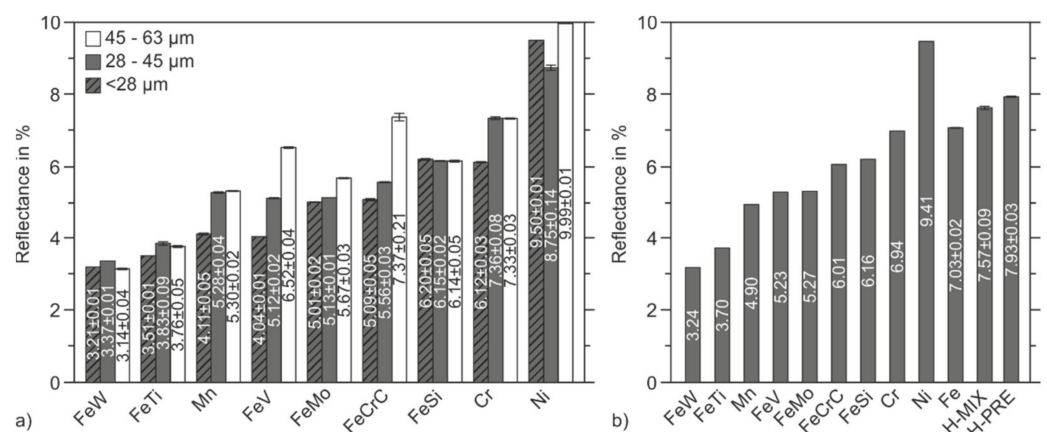 10
8
6
4
2
0
Reflectance in %
45 - 63 µm
28 - 45 µm
<28 µm
3.21±0.01
3.37±0.01
3.14±0.04
3.51±0.01
3.83±0.09
3.76±0.05
4.11±0.05
5.28±0.04
5.30±0.02
4.04±0.01
5.12±0.02
6.52±0.04
5.01±0.02
5.13±0.01
5.67±0.03
5.09±0.05
5.56±0.03
7.37±0.21
6.20±0.05
6.15±0.02
6.14±0.05
6.12±0.03
7.36±0.08
7.33±0.03
9.50±0.01
8.75±0.14
9.99±0.01
FeW
FeTi
Mn
FeV
FeMo
FeCrC
FeSi
Cr
Ni
a)
10
8
6
4
2
0
Reflectance in %
3.24
3.70
4.90
5.23
5.27
6.01
6.16
6.94
9.41
7.03±0.02
7.57±0.09
7.93±0.03
FeW
FeTi
Mn
FeV
FeMo
FeCrC
FeSi
Cr
Ni
Fe
H-MIX
H-PRE
b)